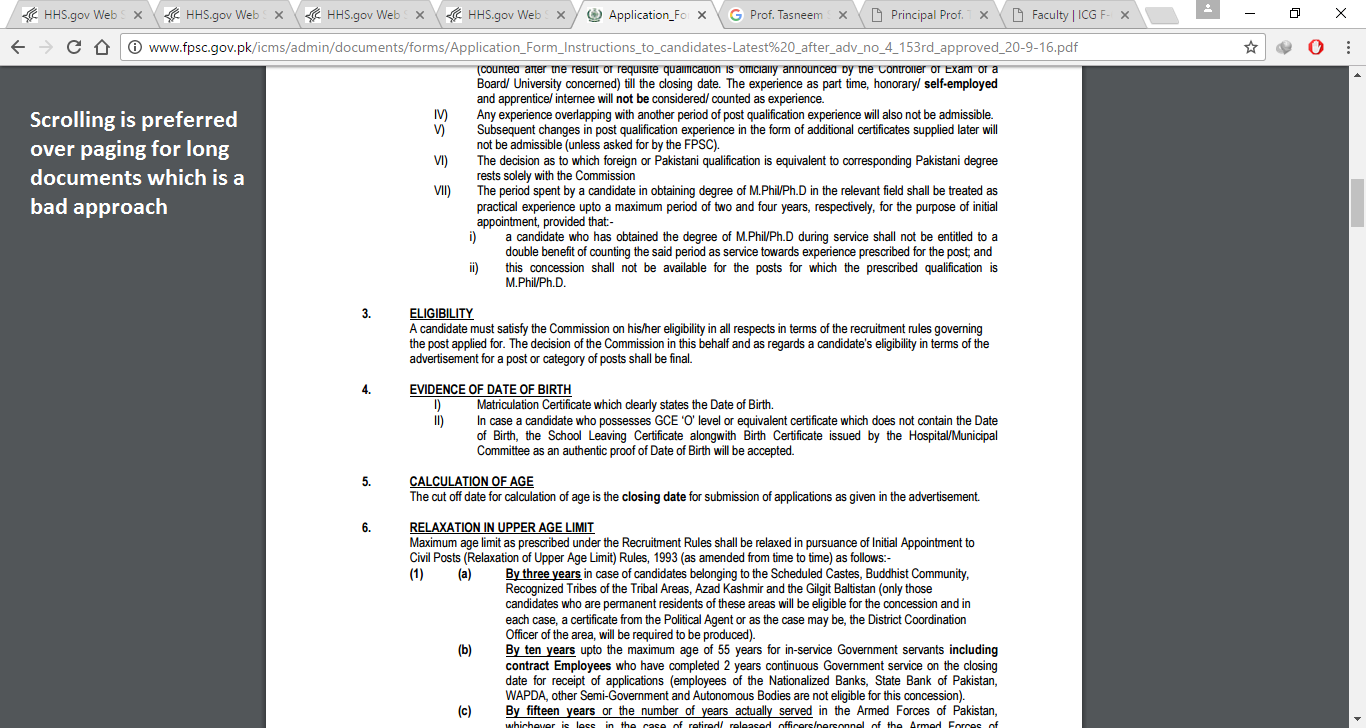 HHS.gov Web
HHS.gov Web
HHS.gov Web
HHS.gov Web
Application_Fo
Prof. Tasneem
Principal Prof.
Faculty | ICG F-
www.fpsc.gov.pk/icms/admin/documents/forms/Application_Form_Instructions_to_candidates-Latest%20_after_adv_no_4_153rd_approved_20-9-16.pdf
Scrolling is preferred
over paging for long
documents which is a
bad approach
(counted after the result of requisite qualification is officially announced by the Controller of Exam of a
Board/ University concerned) till the closing date. The experience as part time, honorary/ self-employed
and apprentice/ internee will not be considered/ counted as experience.
IV) Any experience overlapping with another period of post qualification experience will also not be admissible.
V) Subsequent changes in post qualification experience in the form of additional certificates supplied later will
not be admissible (unless asked for by the FPSC).
VI) The decision as to which foreign or Pakistani qualification is equivalent to corresponding Pakistani degree
rests solely with the Commission
VII) The period spent by a candidate in obtaining degree of M.Phil/Ph.D in the relevant field shall be treated as
practical experience upto a maximum period of two and four years, respectively, for the purpose of initial
appointment, provided that:-
i) a candidate who has obtained the degree of M.Phil/Ph.D during service shall not be entitled to a
double benefit of counting the said period as service towards experience prescribed for the post; and
ii) this concession shall not be available for the posts for which the prescribed qualification is
M.Phil/Ph.D.
3. ELIGIBILITY
A candidate must satisfy the Commission on his/her eligibility in all respects in terms of the recruitment rules governing
the post applied for. The decision of the Commission in this behalf and as regards a candidate's eligibility in terms of the
advertisement for a post or category of posts shall be final.
4. EVIDENCE OF DATE OF BIRTH
I) Matriculation Certificate which clearly states the Date of Birth.
II) In case a candidate who possesses GCE 'O' level or equivalent certificate which does not contain the Date
of Birth, the School Leaving Certificate alongwith Birth Certificate issued by the Hospital/Municipal
Committee as an authentic proof of Date of Birth will be accepted.
5. CALCULATION OF AGE
The cut off date for calculation of age is the closing date for submission of applications as given in the advertisement.
6. RELAXATION IN UPPER AGE LIMIT
Maximum age limit as prescribed under the Recruitment Rules shall be relaxed in pursuance of Initial Appointment to
Civil Posts (Relaxation of Upper Age Limit) Rules, 1993 (as amended from time to time) as follows:-
(1) (a) By three years in case of candidates belonging to the Scheduled Castes, Buddhist Community,
Recognized Tribes of the Tribal Areas, Azad Kashmir and the Gilgit Baltistan (only those
candidates who are permanent residents of these areas will be eligible for the concession and in
each case, a certificate from the Political Agent or as the case may be, the District Coordination
Officer of the area, will be required to be produced).
(b) By ten years upto the maximum age of 55 years for in-service Government servants including
contract Employees who have completed 2 years continuous Government service on the closing
date for receipt of applications (employees of the Nationalized Banks, State Bank of Pakistan,
WAPDA, other Semi-Government and Autonomous Bodies are not eligible for this concession).
(c) By fifteen years or the number of years actually served in the Armed Forces of Pakistan,
whichever is less, in the case of retired/ released officers/personnel of the Armed Forces of